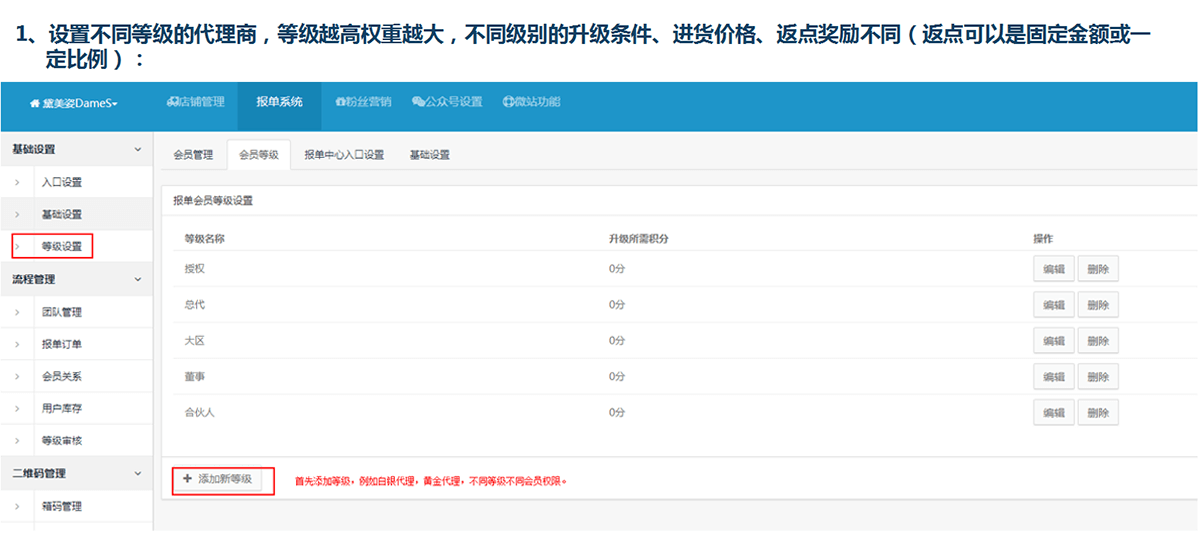 1、设置不同等级的代理商，等级越高权重越大，不同级别的升级条件、进货价格、返点奖励不同（返点可以是固定金额或一
定比例）：
黛美姿DameS
店铺管理
报单系统
粉丝营销
公众号设置
微站功能
基础设置
入口设置
基础设置
等级设置
流程管理
团队管理
报单订单
会员关系
用户库存
等级审核
二维码管理
箱码管理
会员管理
会员等级
报单中心入口设置
基础设置
报单会员等级设置
等级名称 升级所需积分 操作
授权 0分 编辑 删除
总代 0分 编辑 删除
大区 0分 编辑 删除
董事 0分 编辑 删除
合伙人 0分 编辑 删除
+ 添加新等级
首先添加等级，例如白银代理，黄金代理，不同等级不同会员权限。